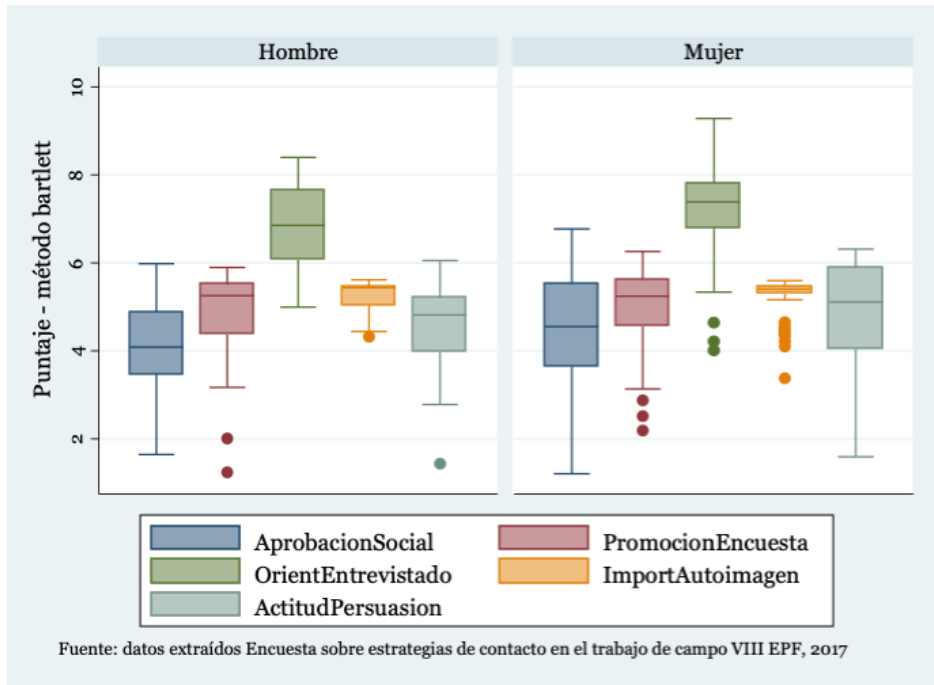 Hombre
Mujer
Puntaje - método bartlett
10
8
6
4
2
AprobacionSocial
PromocionEncuesta
OrientEntrevistado
ImportAutoimagen
ActitudPersuasion
Fuente: datos extraídos Encuesta sobre estrategias de contacto en el trabajo de campo VIII EPF, 2017